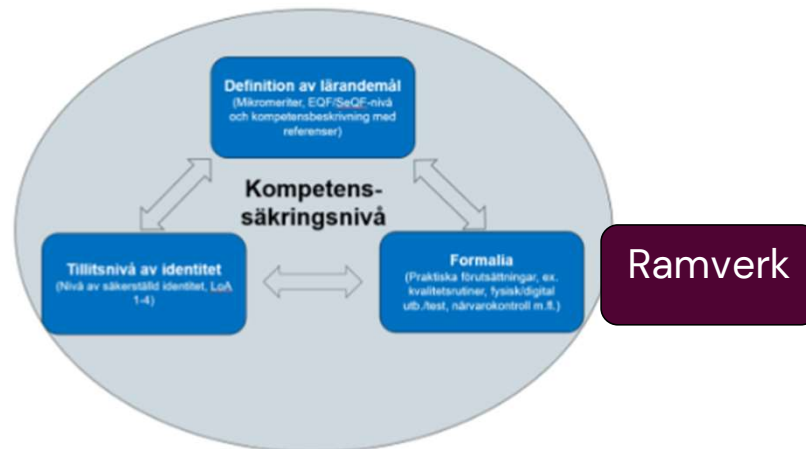 Definition av lärandemål
(Mikromeriter, EQF/SeQF-nivå
och kompetensbeskrivning med
referenser)
Kompetens-
säkringsnivå
Tillitsnivå av identitet
(Nivå av säkerställd identitet, LoA
1-4)
Formalia
(Praktiska förutsättningar, ex.
kvalitetsrutiner, fysisk/digital
utb./test, närvarokontroll m.fl.)
Ramverk